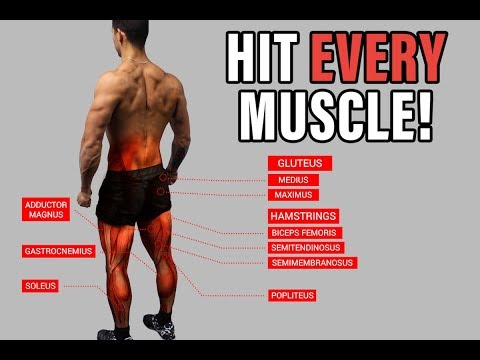 HIT EVERY
MUSCLE!
GLUTEUS
MEDIUS
MAXIMUS
HAMSTRINGS
BICEPS FEMORIS
SEMITENDINOSUS
SEMIMEMBRANOSUS
POPLITEUS
ADDUCTOR
MAGNUS
GASTROCNEMIUS
SOLEUS